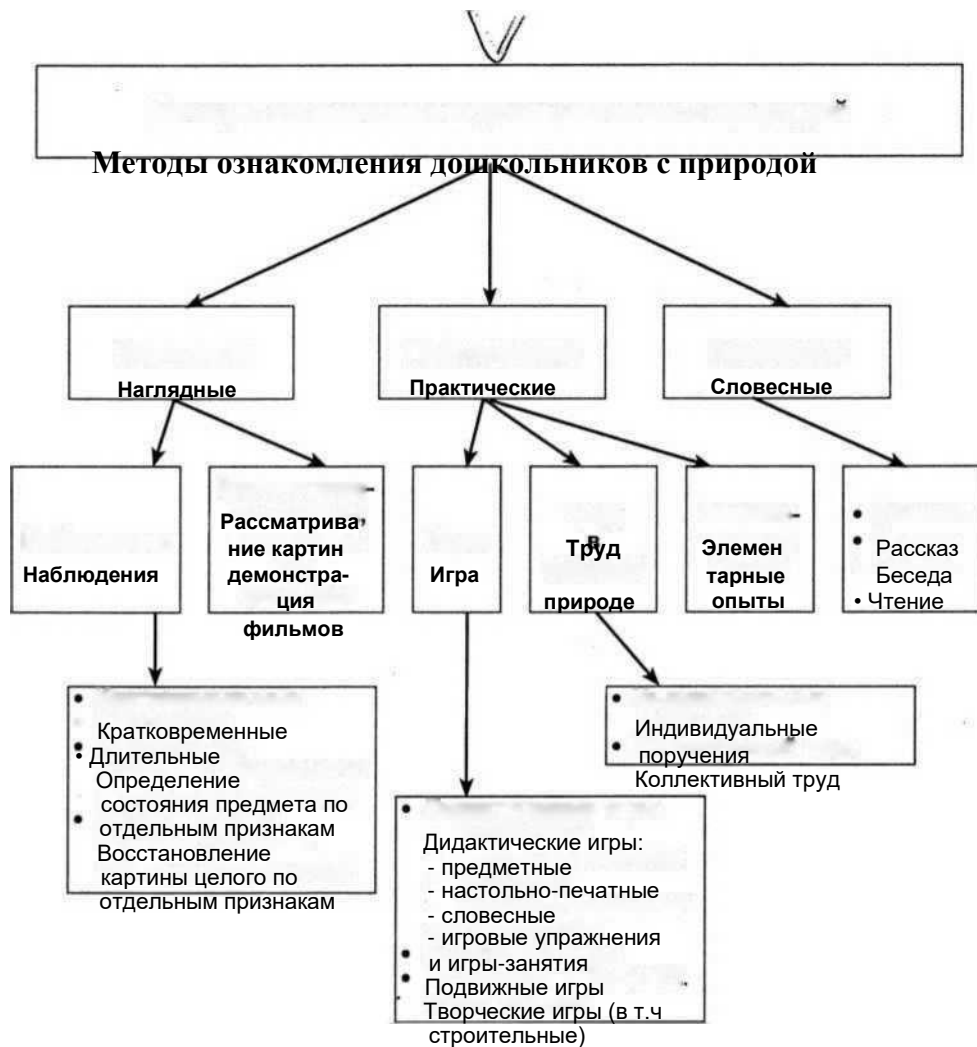 Методы ознакомления дошкольников с природой
Наглядные
Практические
Словесные
Наблюдения
Рассматрива
ние картин
демонстра-
ция
фильмов
Игра
Труд
в
природе
Элемен
тарные
опыты
• Рассказ
Беседа
• Чтение
Кратковременные
• Длительные
Определение
состояния предмета по
отдельным признакам
Восстановление
картины целого по
отдельным признакам
Индивидуальные
поручения
Коллективный труд
Дидактические игры:
- предметные
- настольно-печатные
- словесные
- игровые упражнения
и игры-занятия
Подвижные игры
Творческие игры (в т.ч
строительные)